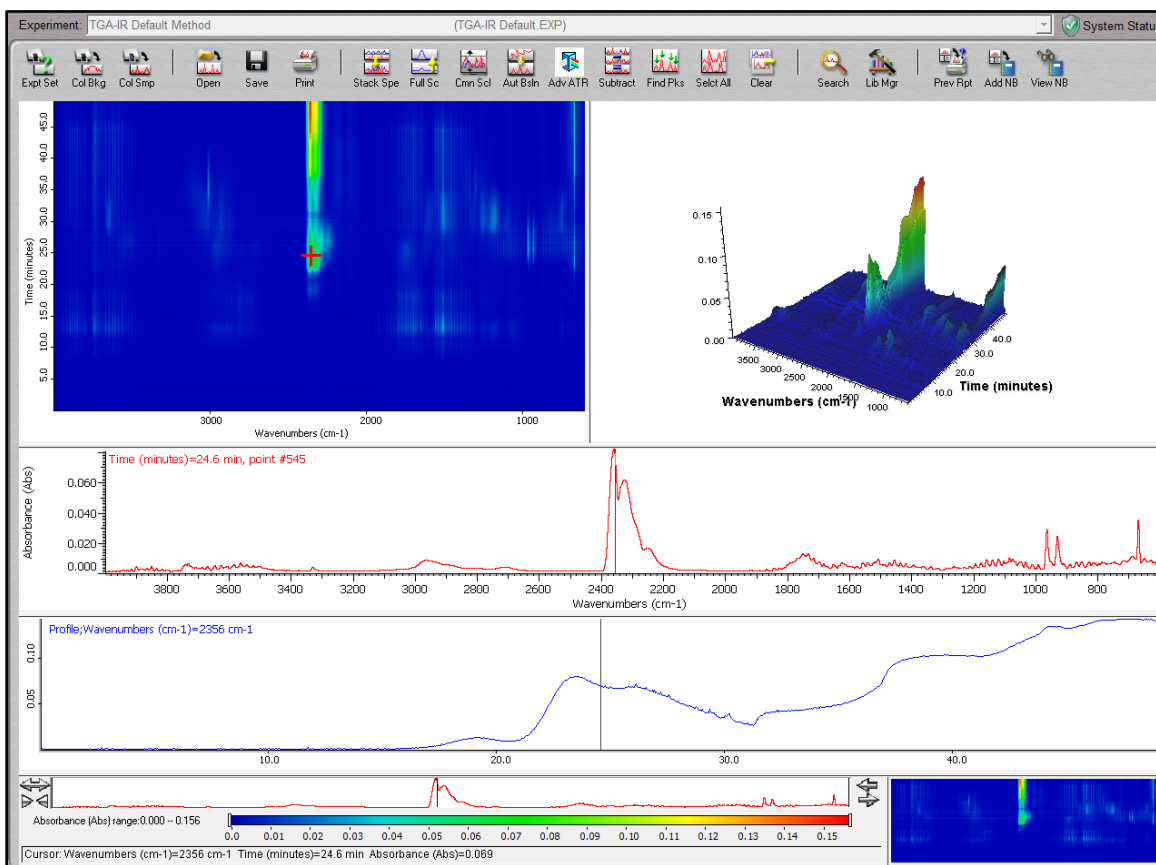 Experiment: TGA-IR Default Method (TGA-IR Default.EXP) System Statu
Expt Set Col Bkg Col Smp Open Save Print Stack Spe Full Sc Cmn Scl Aut Bsln Adv ATR Subtract Find Pks Selct All Clear Search Lib Mgr Prev Rpt Add NB View NB
Time (minutes)
45.0
40.0
35.0
30.0
25.0
20.0
15.0
10.0
5.0
3000 2000 1000
Wavenumbers (cm-1)
0.15
0.10
0.05
0.00
3500 3000 2500 2000 1500 1000
Wavenumbers (cm-1)
10.0 20.0 30.0 40.0
Time (minutes)
Time (minutes)=24.6 min, point #545
Absorbance (Abs)
0.060
0.040
0.020
0.000
3800 3600 3400 3200 3000 2800 2600 2400 2200 2000 1800 1600 1400 1200 1000 800
Wavenumbers (cm-1)
Profile;Wavenumbers (cm-1)=2356 cm-1
0.10
0.05
10.0 20.0 30.0 40.0
Absorbance (Abs) range:0.000 -- 0.156
0.0 0.01 0.02 0.03 0.04 0.05 0.06 0.07 0.08 0.09 0.10 0.11 0.12 0.13 0.14 0.15
Cursor: Wavenumbers (cm-1)=2356 cm-1 Time (minutes)=24.6 min Absorbance (Abs)=0.069